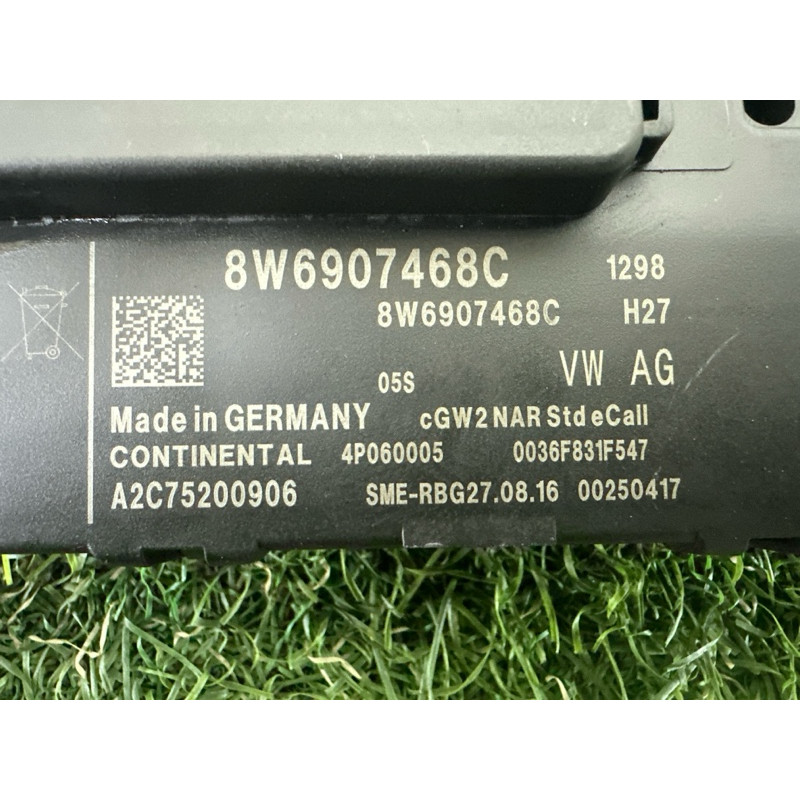 8W6907468C 1298
8W6907468C H27
05S VW AG
Made in GERMANY cGW2 NAR Std eCall
CONTINENTAL 4P060005 0036F831F547
A2C75200906 SME-RBG27.08.16 00250417